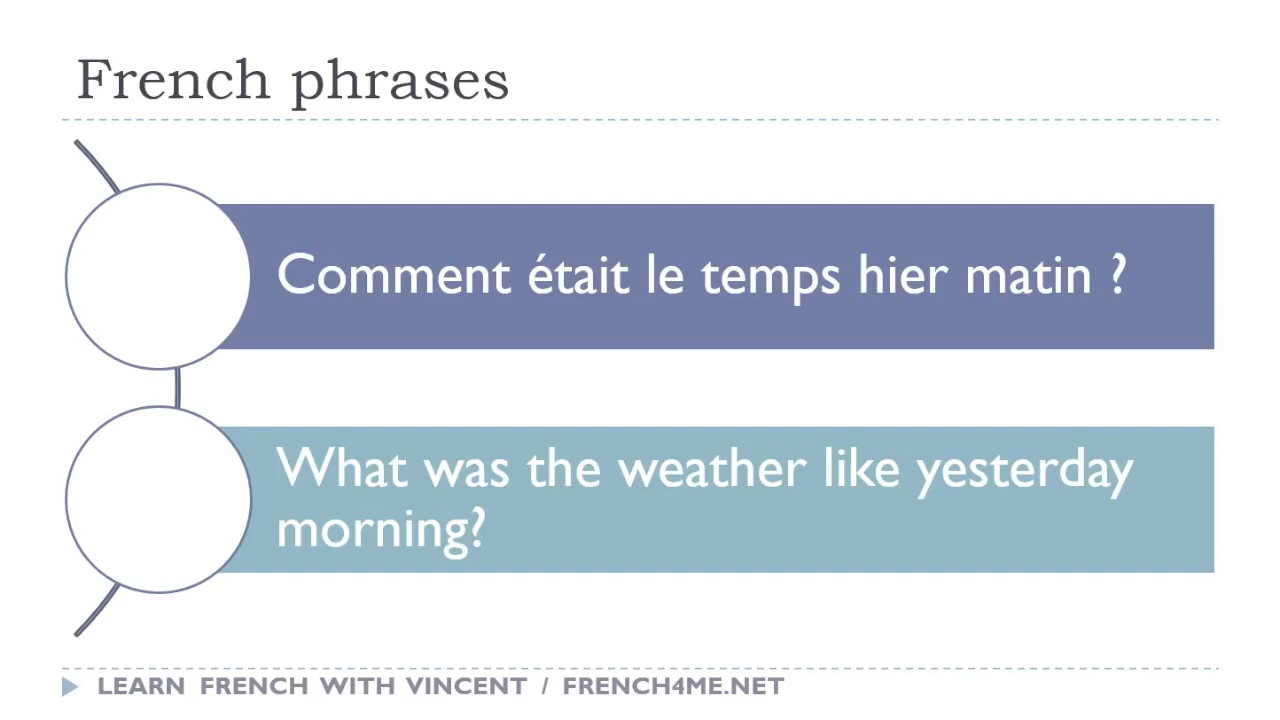 French phrases
Comment était le temps hier matin ?
What was the weather like yesterday
morning?
LEARN FRENCH WITH VINCENT / FRENCH4ME.NET